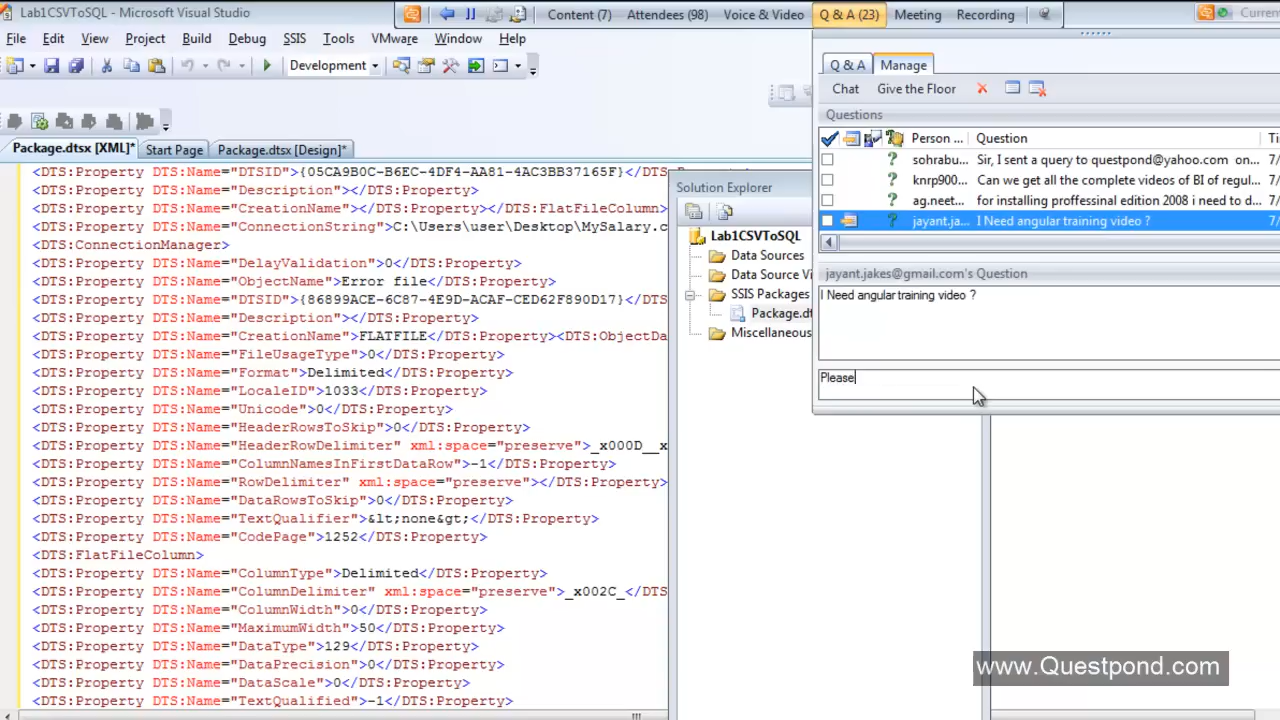 Lab1CSVToSQL - Microsoft Visual Studio
Content (7) Attendees (98) Voice & Video Q & A (23) Meeting Recording
Current
File Edit View Project Build Debug SSIS Tools VMware Window Help
Development
Package.dtsx [XML]* Start Page Package.dtsx [Design]*
<DTS:Property DTS:Name="DTSID">{05CA9B0C-B6EC-4DF4-AA81-4AC3BB37165F}</DTS
<DTS:Property DTS:Name="Description"></DTS:Property>
<DTS:Property DTS:Name="CreationName"></DTS:Property></DTS:FlatFileColumn>
<DTS:Property DTS:Name="ConnectionString">C:\Users\user\Desktop\MySalary.c
<DTS:ConnectionManager>
<DTS:Property DTS:Name="DelayValidation">0</DTS:Property>
<DTS:Property DTS:Name="ObjectName">Error file</DTS:Property>
<DTS:Property DTS:Name="DTSID">{86899ACE-6C87-4E9D-ACAF-CED62F890D17}</DTS
<DTS:Property DTS:Name="Description"></DTS:Property>
<DTS:Property DTS:Name="CreationName">FLATFILE</DTS:Property><DTS:ObjectDa
<DTS:Property DTS:Name="FileUsageType">0</DTS:Property>
<DTS:Property DTS:Name="Format">Delimited</DTS:Property>
<DTS:Property DTS:Name="LocaleID">1033</DTS:Property>
<DTS:Property DTS:Name="Unicode">0</DTS:Property>
<DTS:Property DTS:Name="HeaderRowsToSkip">0</DTS:Property>
<DTS:Property DTS:Name="HeaderRowDelimiter" xml:space="preserve">_x000D__x
<DTS:Property DTS:Name="ColumnNamesInFirstDataRow">-1</DTS:Property>
<DTS:Property DTS:Name="RowDelimiter" xml:space="preserve"></DTS:Property>
<DTS:Property DTS:Name="DataRowsToSkip">0</DTS:Property>
<DTS:Property DTS:Name="TextQualifier">&lt;none&gt;</DTS:Property>
<DTS:Property DTS:Name="CodePage">1252</DTS:Property>
<DTS:FlatFileColumn>
<DTS:Property DTS:Name="ColumnType">Delimited</DTS:Property>
<DTS:Property DTS:Name="ColumnDelimiter" xml:space="preserve">_x002C_</DTS
<DTS:Property DTS:Name="ColumnWidth">0</DTS:Property>
<DTS:Property DTS:Name="MaximumWidth">50</DTS:Property>
<DTS:Property DTS:Name="DataType">129</DTS:Property>
<DTS:Property DTS:Name="DataPrecision">0</DTS:Property>
<DTS:Property DTS:Name="DataScale">0</DTS:Property>
<DTS:Property DTS:Name="TextQualified">-1</DTS:Property>
Solution Explorer
Lab1CSVToSQL
Data Sources
Data Source Vi
SSIS Packages
Package.dt
Miscellaneous
Q & A Manage
Chat Give the Floor
Questions
Person ... Question Ti
sohrabu... Sir, I sent a query to questpond@yahoo.com on... 7/
knrp900... Can we get all the complete videos of BI of regul... 7/
ag.neet... for installing proffessinal edition 2008 i need to d... 7/
jayant.ja... I Need angular training video ? 7/
jayant.jakes@gmail.com's Question
I Need angular training video ?
Please
www.Questpond.com